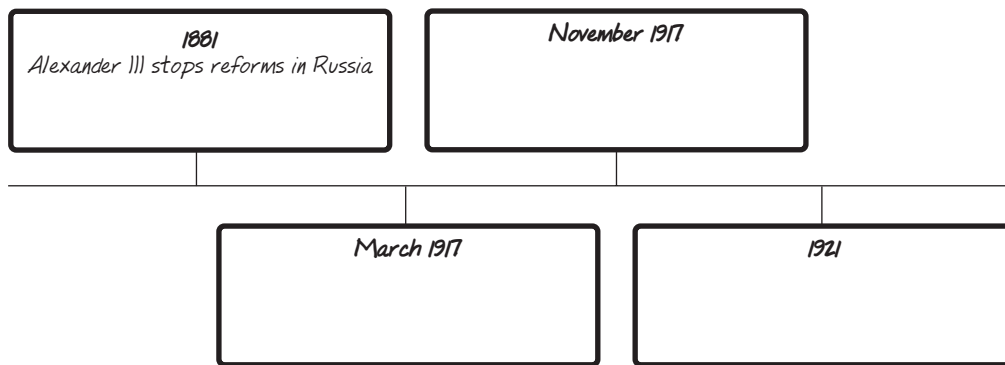 1881
Alexander III stops reforms in Russia
November 1917
March 1917
1921